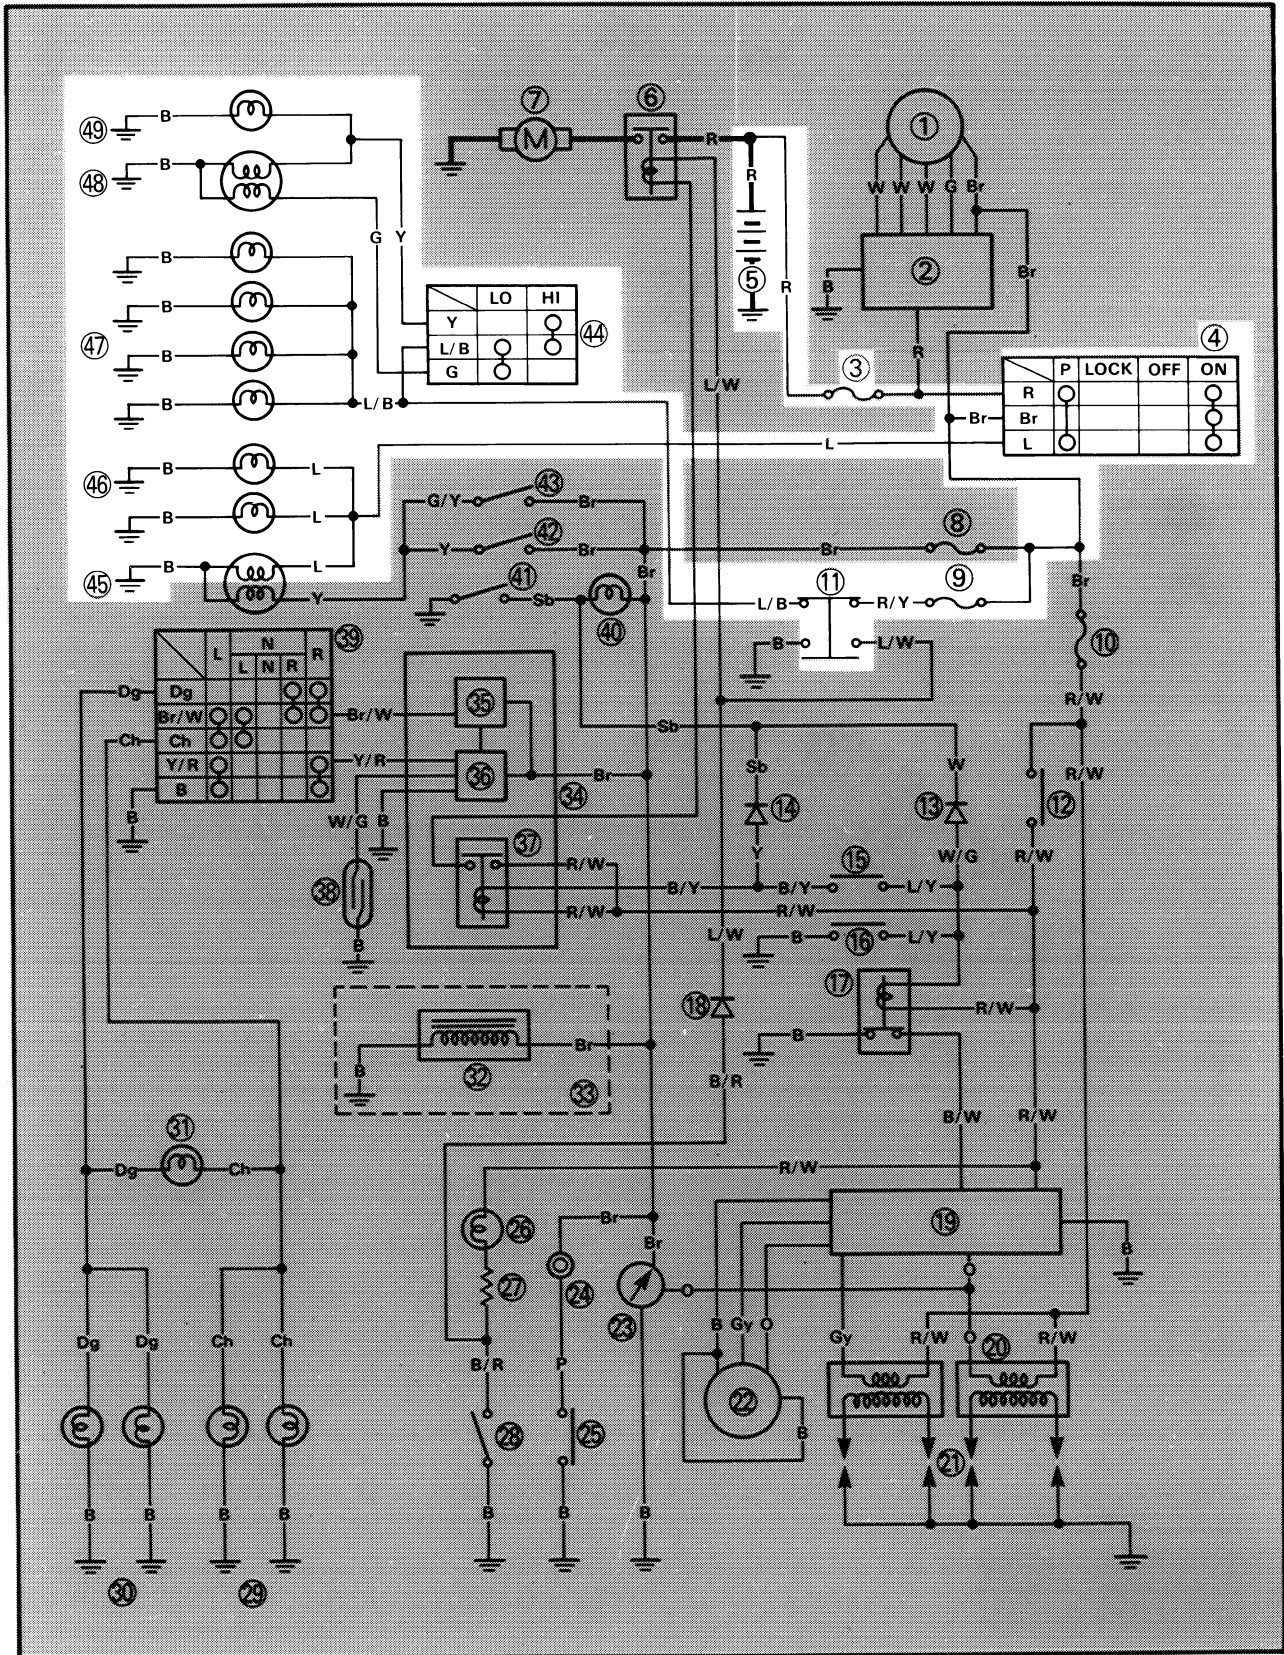 B
49
B
48
G Y
7 6
M
R
R
5
R
1
W W W G Br
2
B
R
Br
B
B
47
B
B
L/B
LO HI
Y
L/B
G
44
L/W
3
4
P LOCK OFF ON
R
Br
L
Br
L
B L
46
B L
45
B L
Y
G/Y 43 Br
Y 42 Br
41
Sb
40
Br
Br
8
9
11
L/B R/Y
B L/W
Br
10
R/W
39
N
L R
L N R
Dg Dg
Br/W Br/W
Ch Ch
Y/R Y/R
B
B
35
36
34
Br
W/G B
38
B
37
R/W
R/W
Sb
Sb W
14 13
Y W/G
12
R/W
R/W
B/Y B/Y 15 L/Y
R/W
B 16 L/Y
L/W
17
R/W
B
18
B/R
B/W R/W
32
Br
B
33
31
Dg Ch
R/W
19
B
26
27
Br
Br
24
23
O
B Gy O
22
B
O
Gy R/W O 20 R/W
21
Dg Dg Ch Ch
B/R
28
P
25
B B B B
B B B
30 29